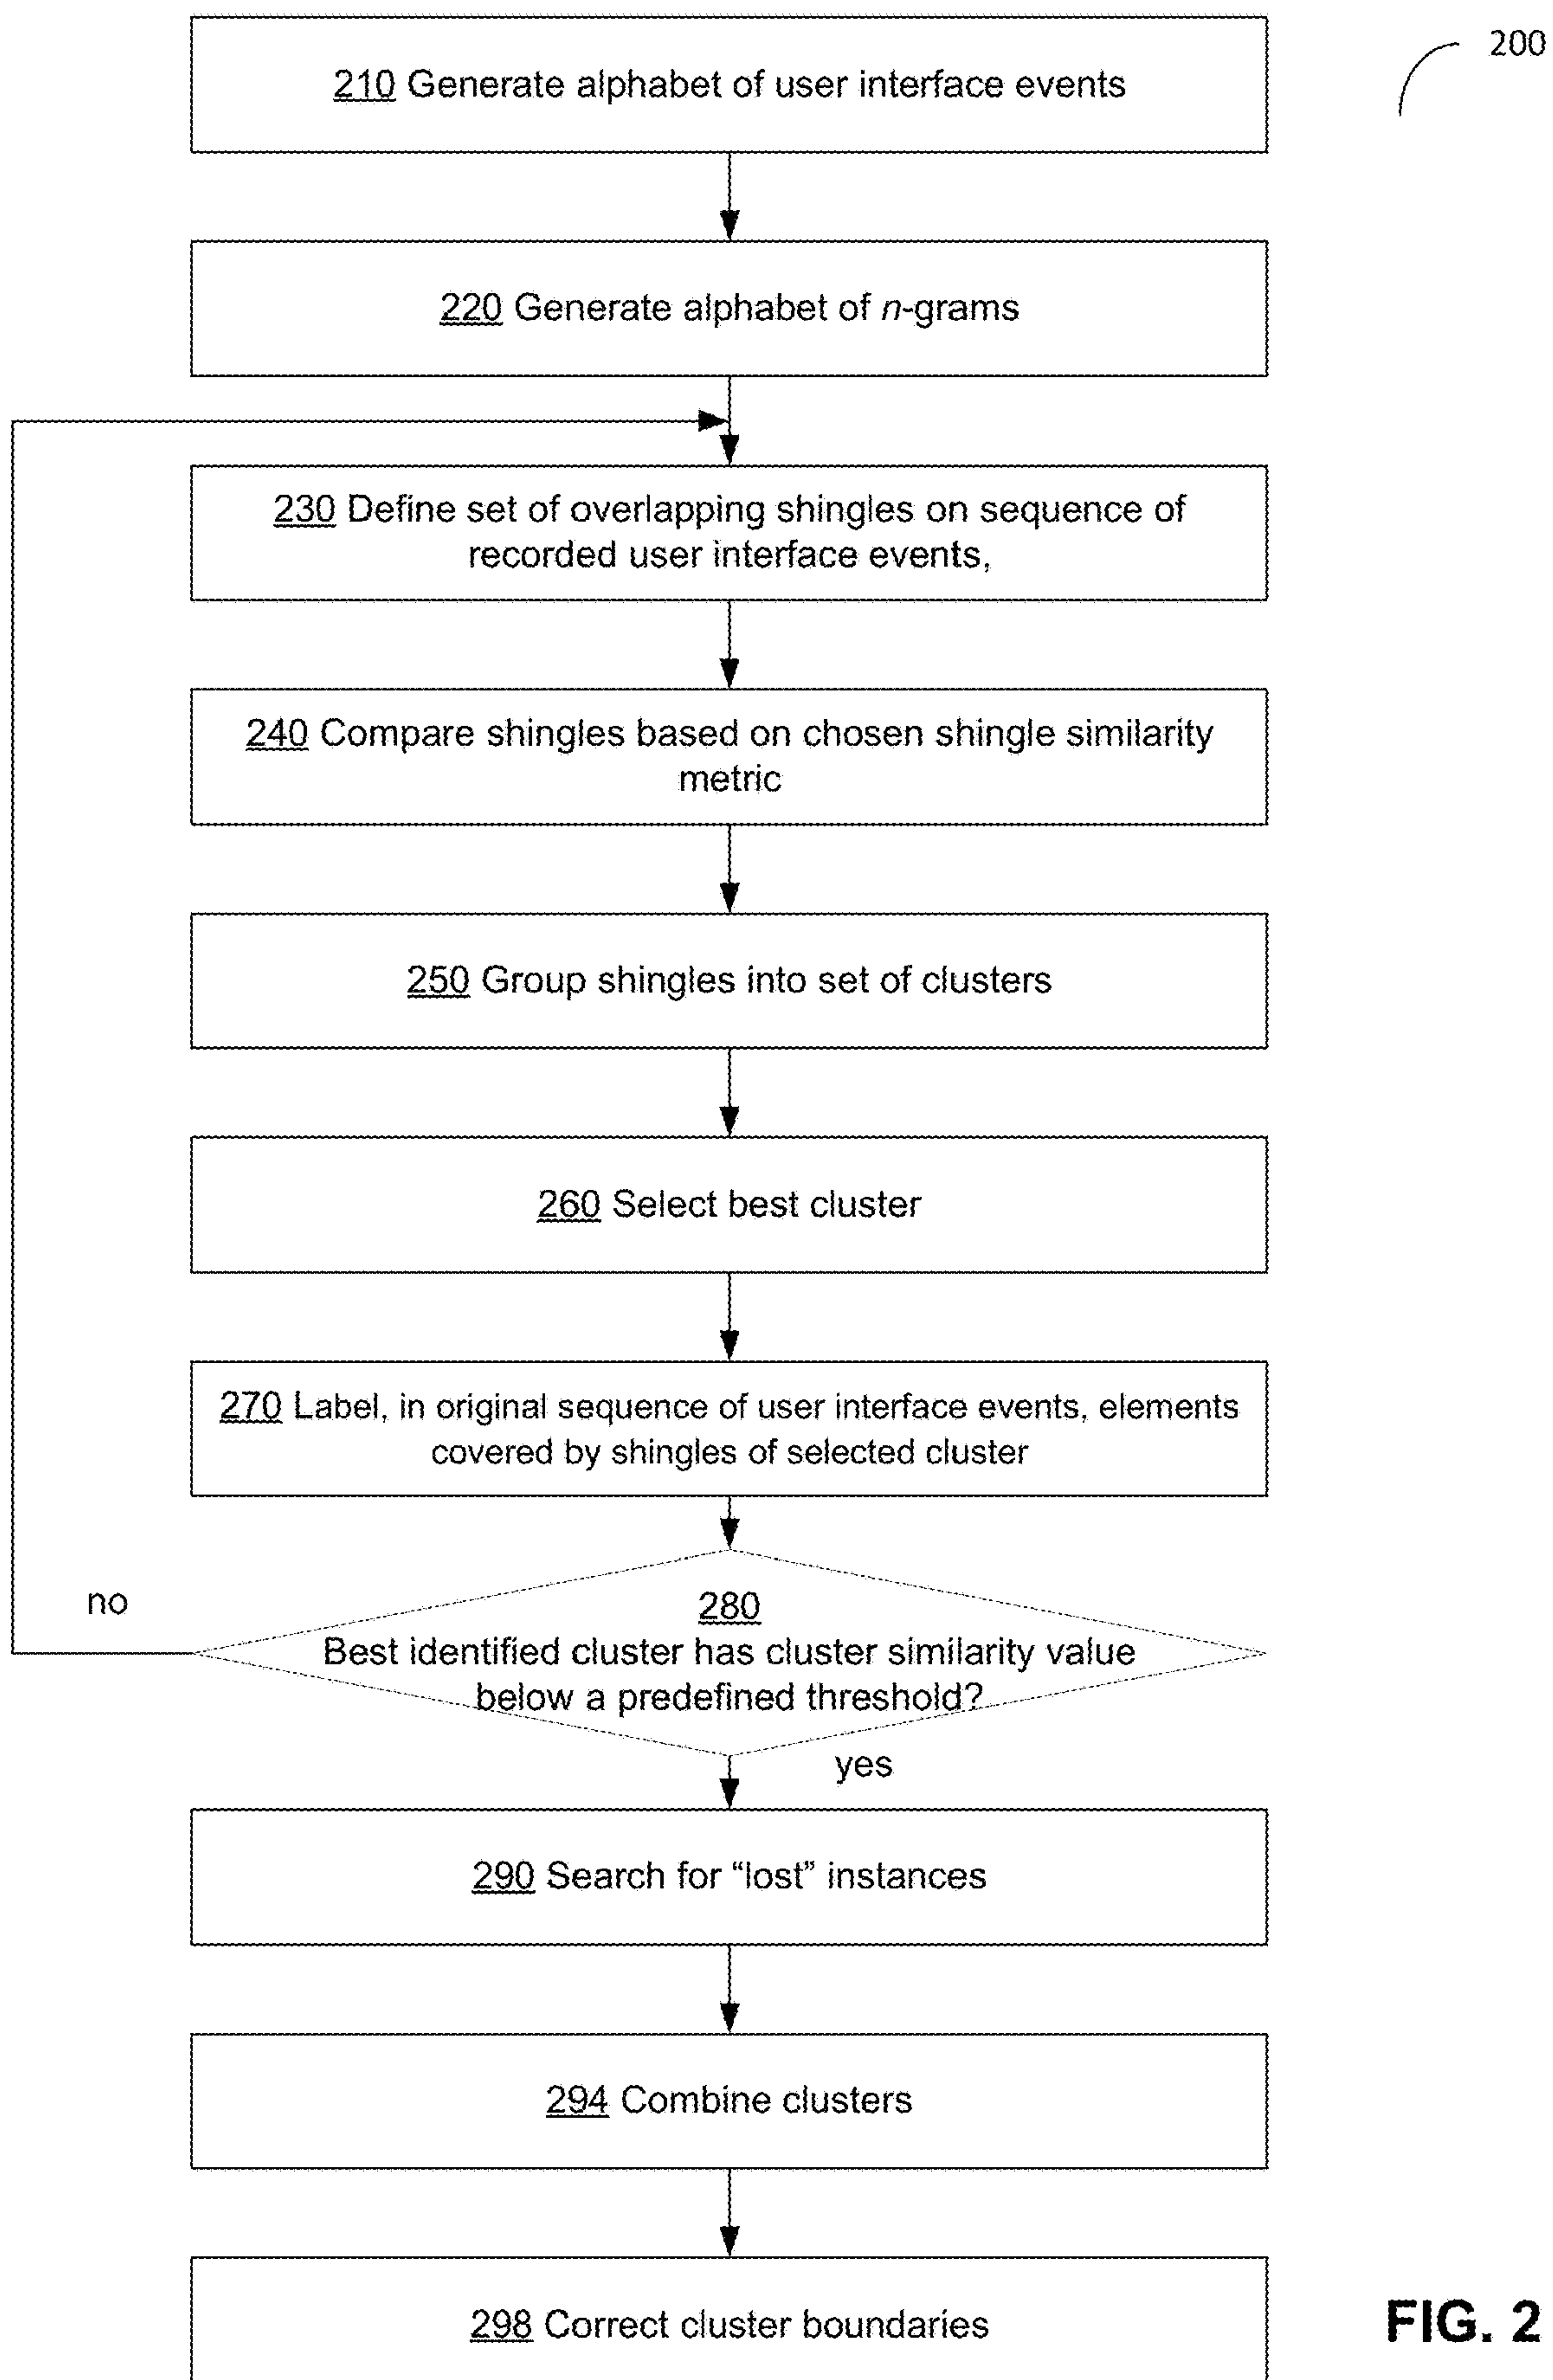 200
210 Generate alphabet of user interface events
220 Generate alphabet of n-grams
230 Define set of overlapping shingles on sequence of
recorded user interface events,
240 Compare shingles based on chosen shingle similarity
metric
250 Group shingles into set of clusters
260 Select best cluster
270 Label, in original sequence of user interface events, elements
covered by shingles of selected cluster
no
280
Best identified cluster has cluster similarity value
below a predefined threshold?
yes
290 Search for “lost” instances
294 Combine clusters
298 Correct cluster boundaries
FIG. 2